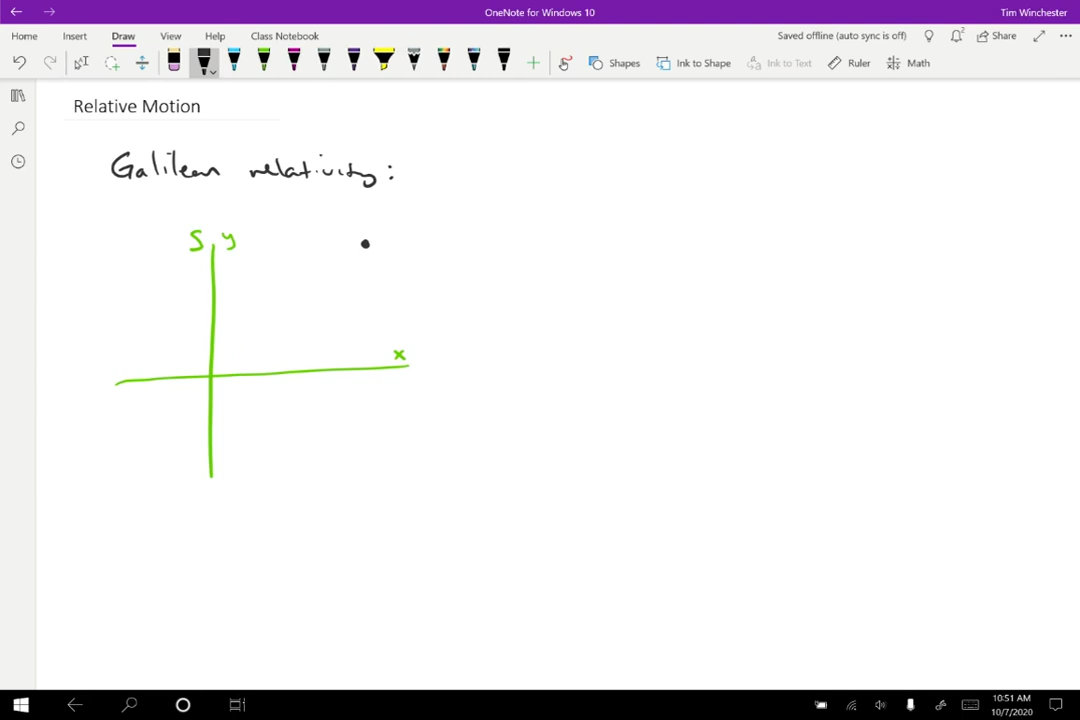 OneNote for Windows 10
Tim Winchester
Home Insert Draw View Help Class Notebook
Saved offline (auto sync is off) Share
Shapes Ink to Shape Ink to Text Ruler Math
Relative Motion
Galilean relativity:
S y
x
10:51 AM
10/7/2020